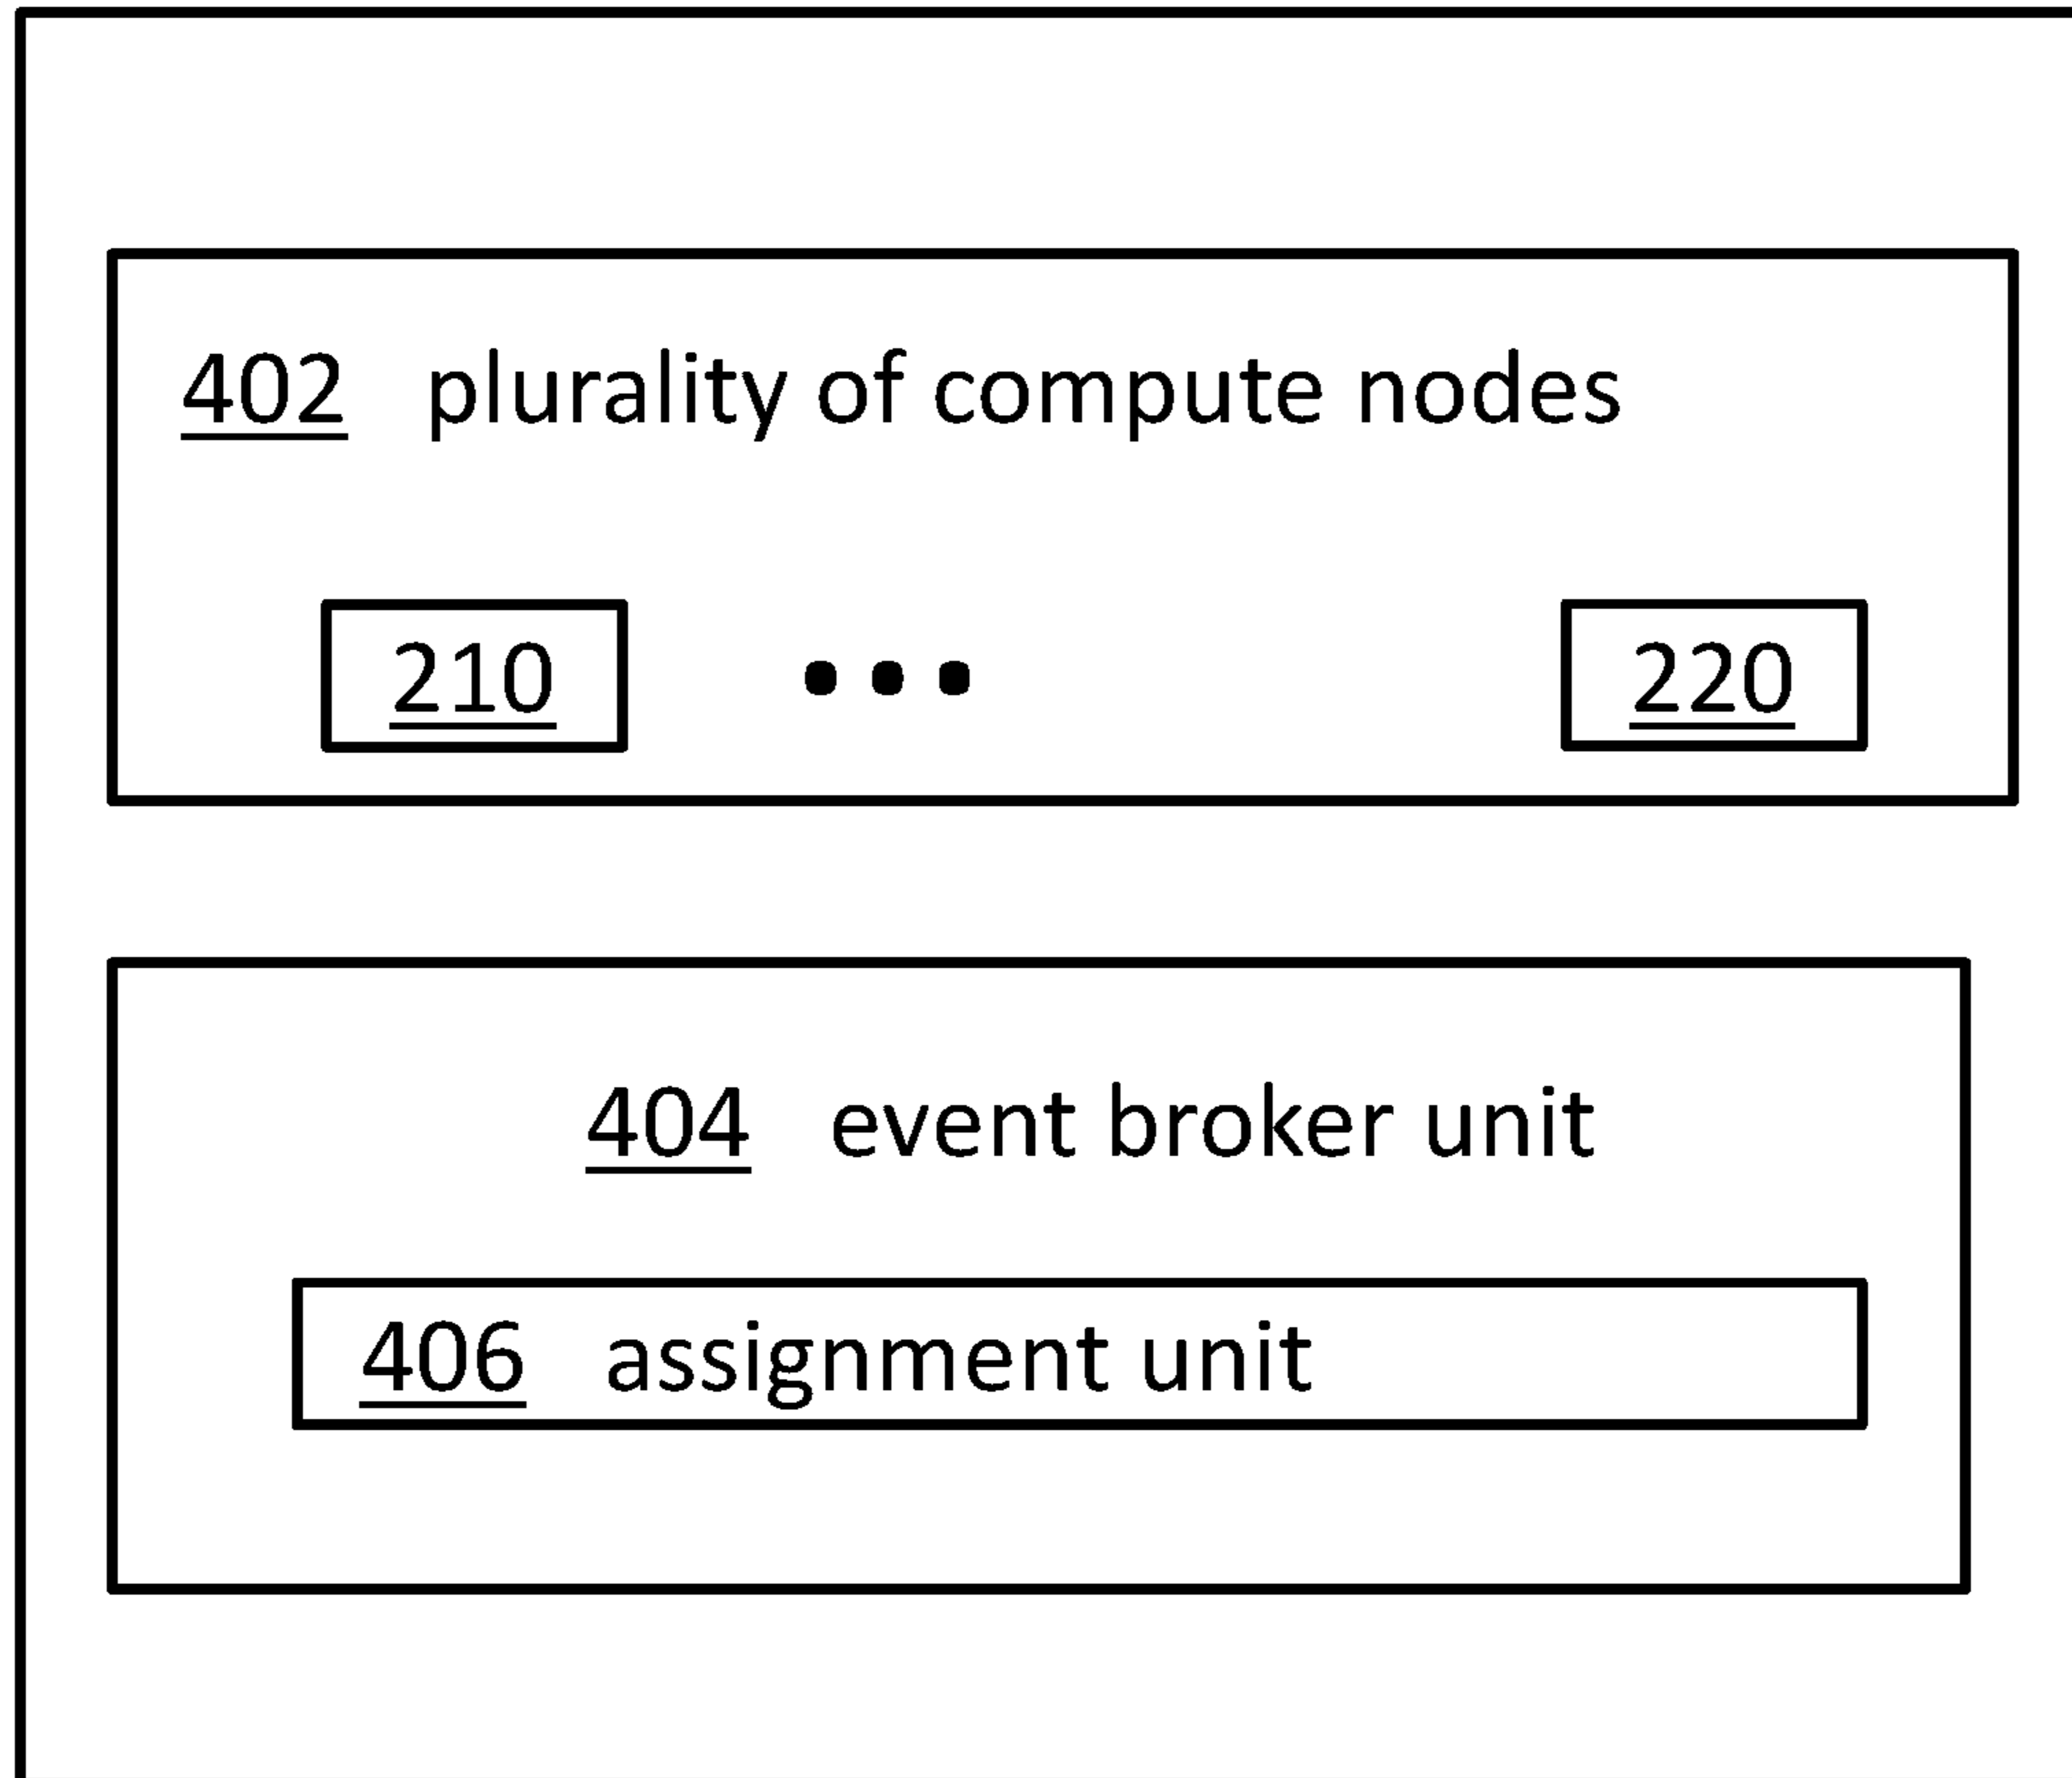 402 plurality of compute nodes
210 ••• 220
404 event broker unit
406 assignment unit